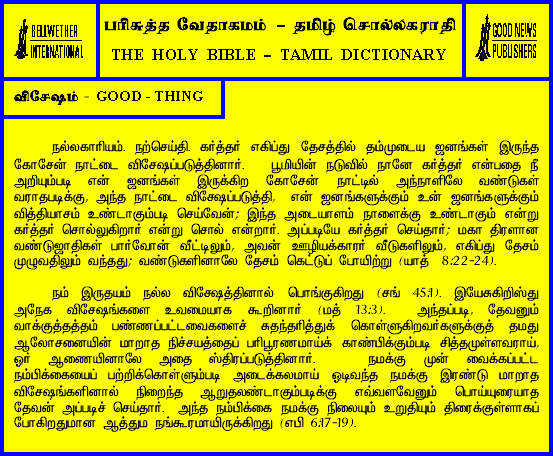 BELLWETHER
INTERNATIONAL
பரிசுத்த வேதாகமம் – தமிழ் சொல்லகராதி
THE HOLY BIBLE – TAMIL DICTIONARY
GOOD NEWS
PUBLISHERS
விசேஷம் - GOOD - THING
நல்லகாரியம். நற்செய்தி. கர்த்தர் எகிப்து தேசத்தில் தம்முடைய ஜனங்கள் இருந்த
கோசேன் நாட்டை விசேஷப்படுத்தினார். பூமியின் நடுவில் நானே கர்த்தர் என்பதை நீ
அறியும்படி என் ஜனங்கள் இருக்கிற கோசேன் நாட்டில் அந்நாளிலே வண்டுகள்
வராதபடிக்கு, அந்த நாட்டை விசேஷப்படுத்தி, என் ஜனங்களுக்கும் உன் ஜனங்களுக்கும்
வித்தியாசம் உண்டாகும்படி செய்வேன்; இந்த அடையாளம் நாளைக்கு உண்டாகும் என்று
கர்த்தர் சொல்லுகிறார் என்று சொல் என்றார். அப்படியே கர்த்தர் செய்தார்; மகா திரளான
வண்டுஜாதிகள் பார்வோன் வீட்டிலும், அவன் ஊழியக்காரர் வீடுகளிலும், எகிப்து தேசம்
முழுவதிலும் வந்தது; வண்டுகளினாலே தேசம் கெட்டுப் போயிற்று (யாத் 8:22-24).
நம் இருதயம் நல்ல விசேஷத்தினால் பொங்குகிறது (சங் 45:1). இயேசுகிறிஸ்து
அநேக விசேஷங்களை உவமையாக கூறினார் (மத் 13:3). அந்தப்படி, தேவனும்
வாக்குத்தத்தம் பண்ணப்பட்டவைகளைச் சுதந்தரித்துக் கொள்ளுகிறவர்களுக்குத் தமது
ஆலோசனையின் மாறாத நிச்சயத்தைப் பரிபூரணமாய்க் காண்பிக்கும்படி சித்தமுள்ளவராய்,
ஓர் ஆணையினாலே அதை ஸ்திரப்படுத்தினார். நமக்கு முன் வைக்கப்பட்ட
நம்பிக்கையைப் பற்றிக்கொள்ளும்படி அடைக்கலமாய் ஓடிவந்த நமக்கு இரண்டு மாறாத
விசேஷங்களினால் நிறைந்த ஆறுதலுண்டாகும்படிக்கு எவ்வளவேனும் பொய்யுரையாத
தேவன் அப்படிச் செய்தார். அந்த நம்பிக்கை நமக்கு நிலையும் உறுதியும் திரைக்குள்ளாகப்
போகிறதுமான ஆத்தும நங்கூரமாயிருக்கிறது (எபி 6:17-19).